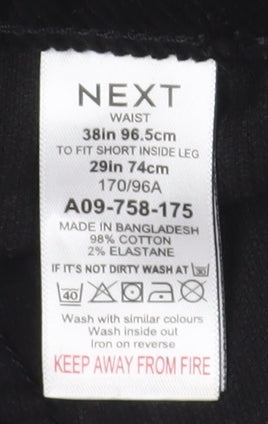 NEXT
WAIST
38in 96.5cm
TO FIT SHORT INSIDE LEG
29in 74cm
170/96A
A09-758-175
MADE IN BANGLADESH
98% COTTON
2% ELASTANE
IF IT'S NOT DIRTY WASH AT 30
40
Wash with similar colours
Wash inside out
Iron on reverse
KEEP AWAY FROM FIRE